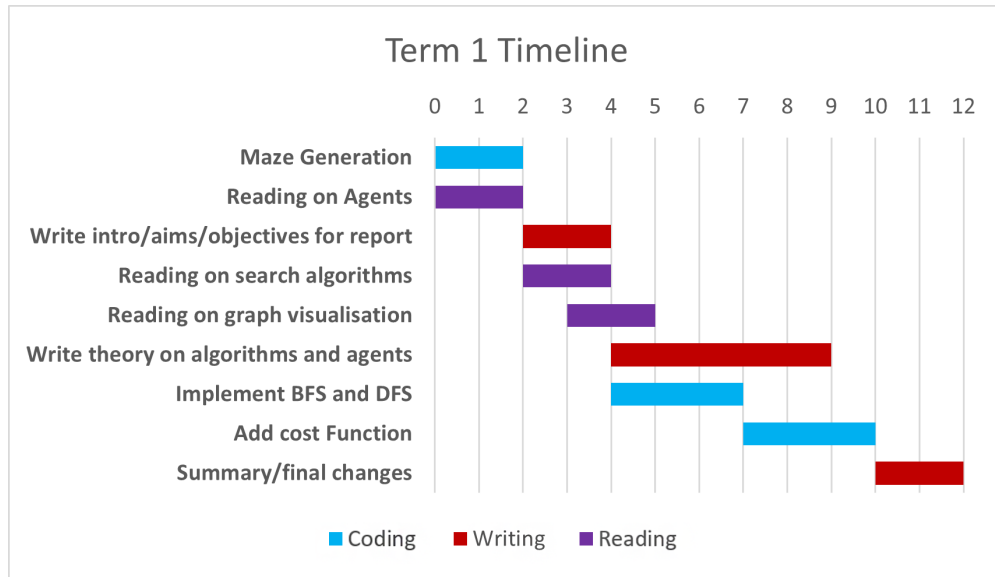 Term 1 Timeline
0 1 2 3 4 5 6 7 8 9 10 11 12
Maze Generation
Reading on Agents
Write intro/aims/objectives for report
Reading on search algorithms
Reading on graph visualisation
Write theory on algorithms and agents
Implement BFS and DFS
Add cost Function
Summary/final changes
Coding Writing Reading